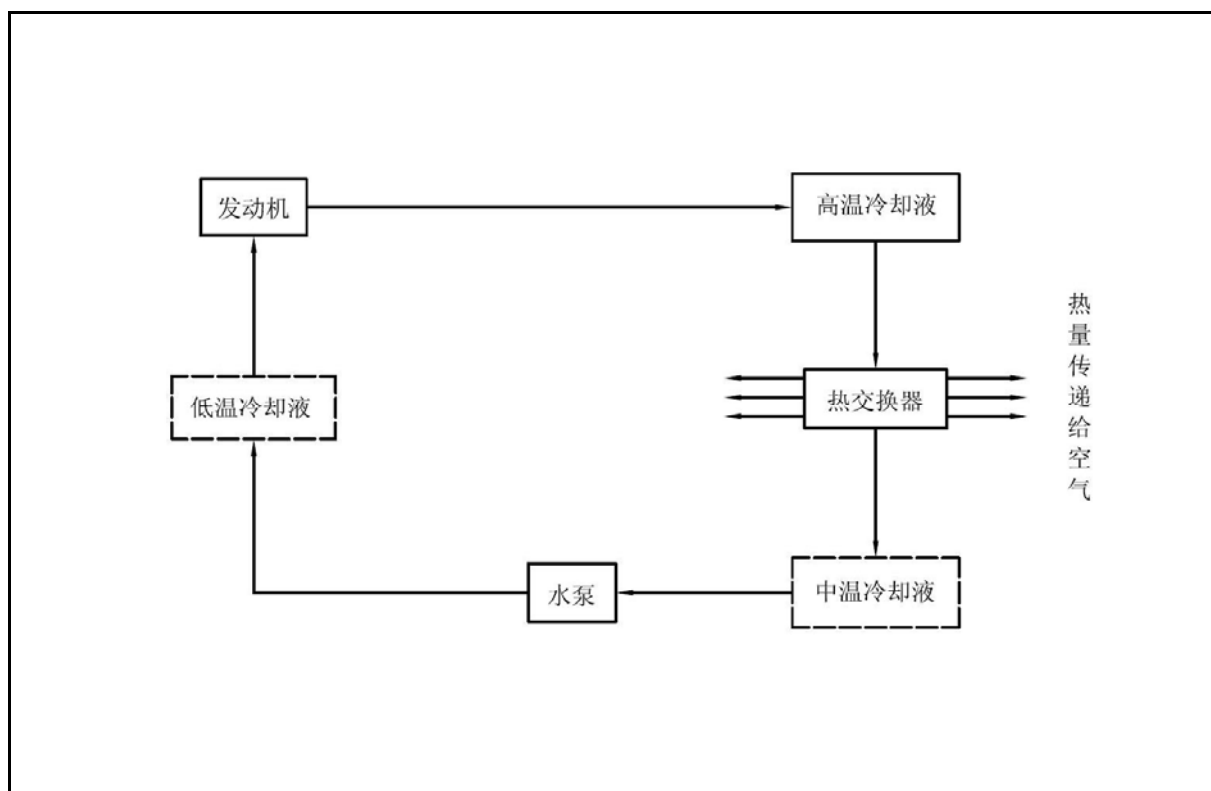 发动机
高温冷却液
热量传递给空气
低温冷却液
热交换器
水泵
中温冷却液